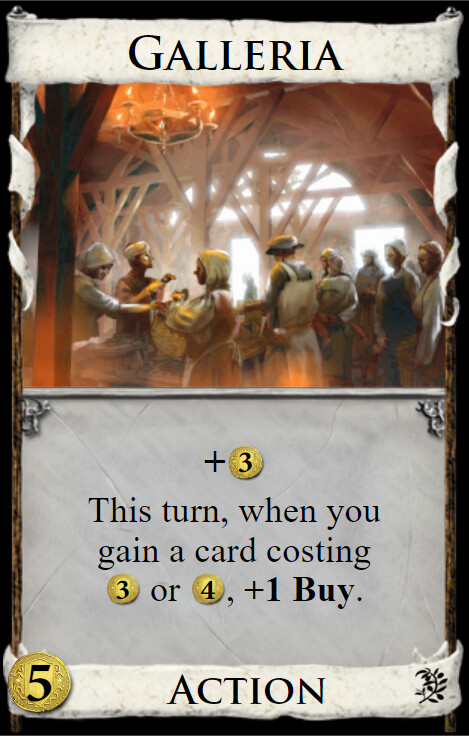 GALLERIA
+3
This turn, when you
gain a card costing
3 or 4, +1 Buy.
5 ACTION